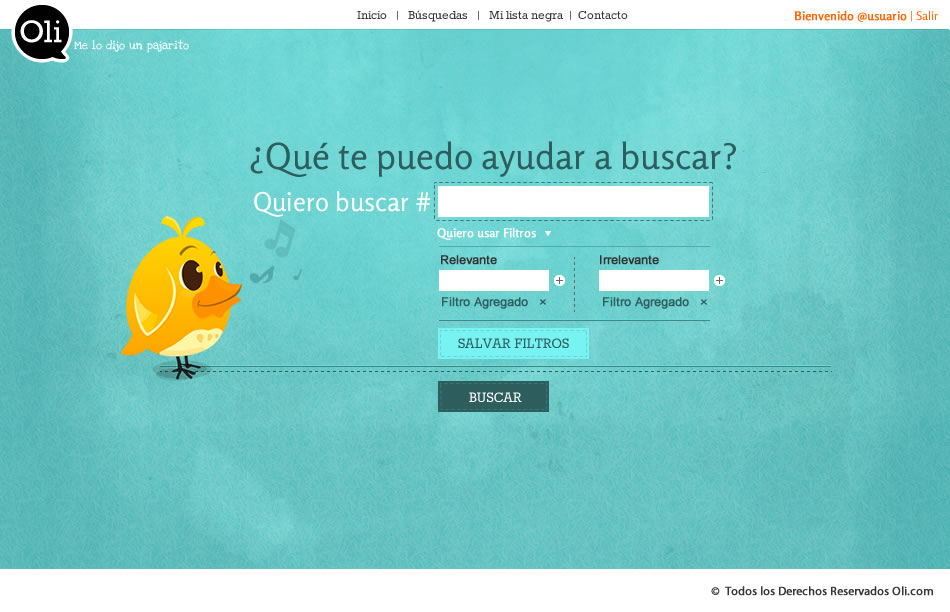 Oli
Me lo dijo un pajarito
Inicio | Búsquedas | Mi lista negra | Contacto
Bienvenido @usuario | Salir
¿Qué te puedo ayudar a buscar?
Quiero buscar #
Quiero usar Filtros ▼
Relevante
Irrelevante
+
+
Filtro Agregado ×
Filtro Agregado ×
SALVAR FILTROS
BUSCAR
© Todos los Derechos Reservados Oli.com